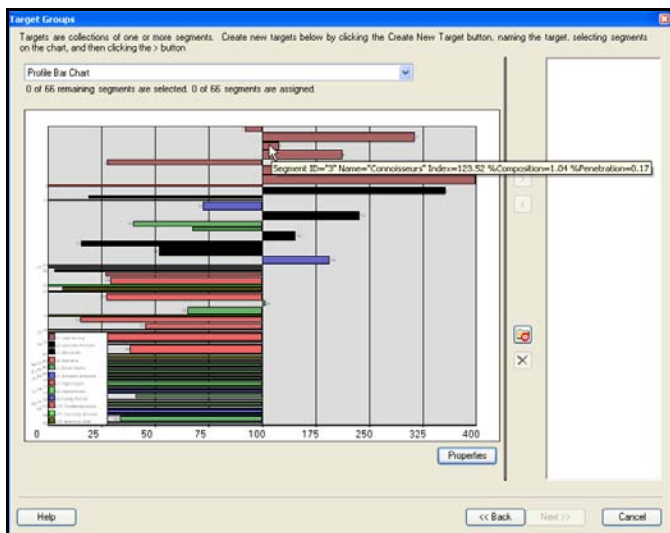 Target Groups
Targets are collections of one or more segments. Create new targets below by clicking the Create New Target button, naming the target, selecting segments
on the chart, and then clicking the > button
Profile Bar Chart
0 of 66 remaining segments are selected. 0 of 66 segments are assigned.
Segment ID="3" Name="Connoisseurs" Index=123.52 %Composition=1.04 %Penetration=0.17
0 25 50 75 100 175 250 325 400
Properties
Help
<< Back
Next >>
Cancel